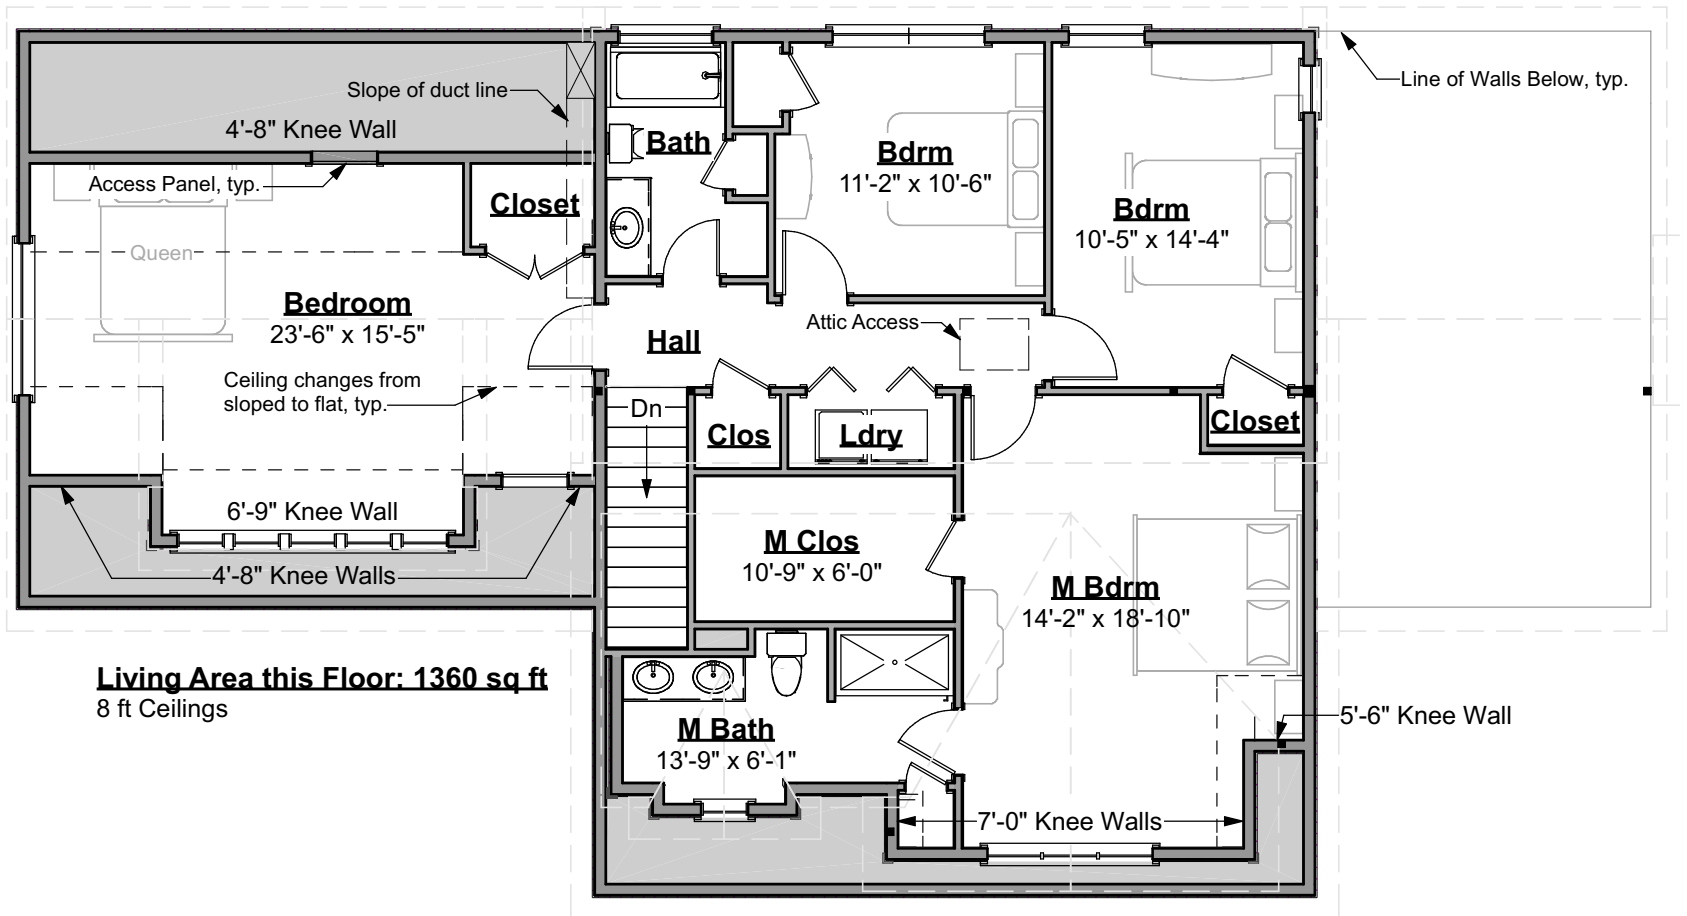 Slope of duct line
4'-8" Knee Wall
Access Panel, typ.
Closet
Bath
Bdrm
11'-2" x 10'-6"
Bdrm
10'-5" x 14'-4"
Line of Walls Below, typ.
Queen
Bedroom
23'-6" x 15'-5"
Hall
Attic Access
Ceiling changes from
sloped to flat, typ.
Dn
Clos
Ldry
Closet
6'-9" Knee Wall
4'-8" Knee Walls
M Clos
10'-9" x 6'-0"
M Bdrm
14'-2" x 18'-10"
Living Area this Floor: 1360 sq ft
8 ft Ceilings
M Bath
13'-9" x 6'-1"
5'-6" Knee Wall
7'-0" Knee Walls